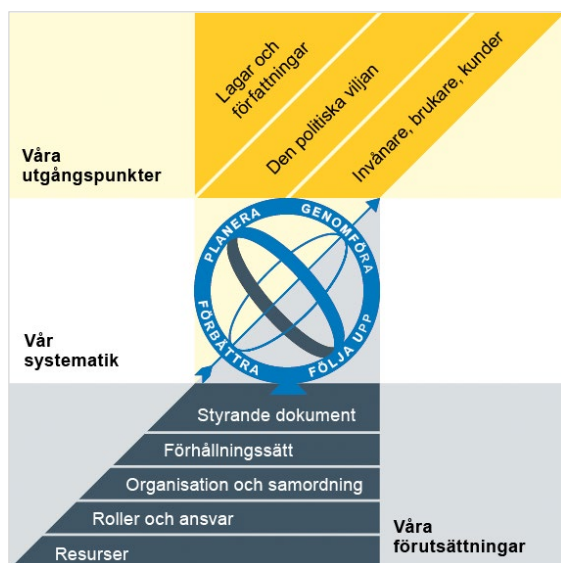 Lagar och
författningar
Den politiska viljan
Invånare, brukare, kunder
Våra
utgångspunkter
PLANERA
GENOMFÖRA
FÖLJA UPP
FÖRBÄTTRA
Vår
systematik
Styrande dokument
Förhållningssätt
Organisation och samordning
Roller och ansvar
Resurser
Våra
förutsättningar